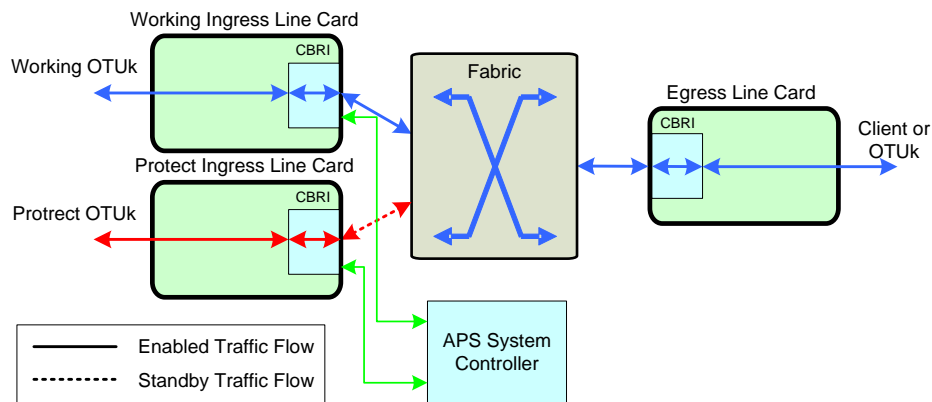 Working Ingress Line Card
CBRI
Working OTUk
Fabric
Egress Line Card
CBRI
Client or
OTUk
Protect Ingress Line Card
CBRI
Protrect OTUk
APS System
Controller
Enabled Traffic Flow
Standby Traffic Flow